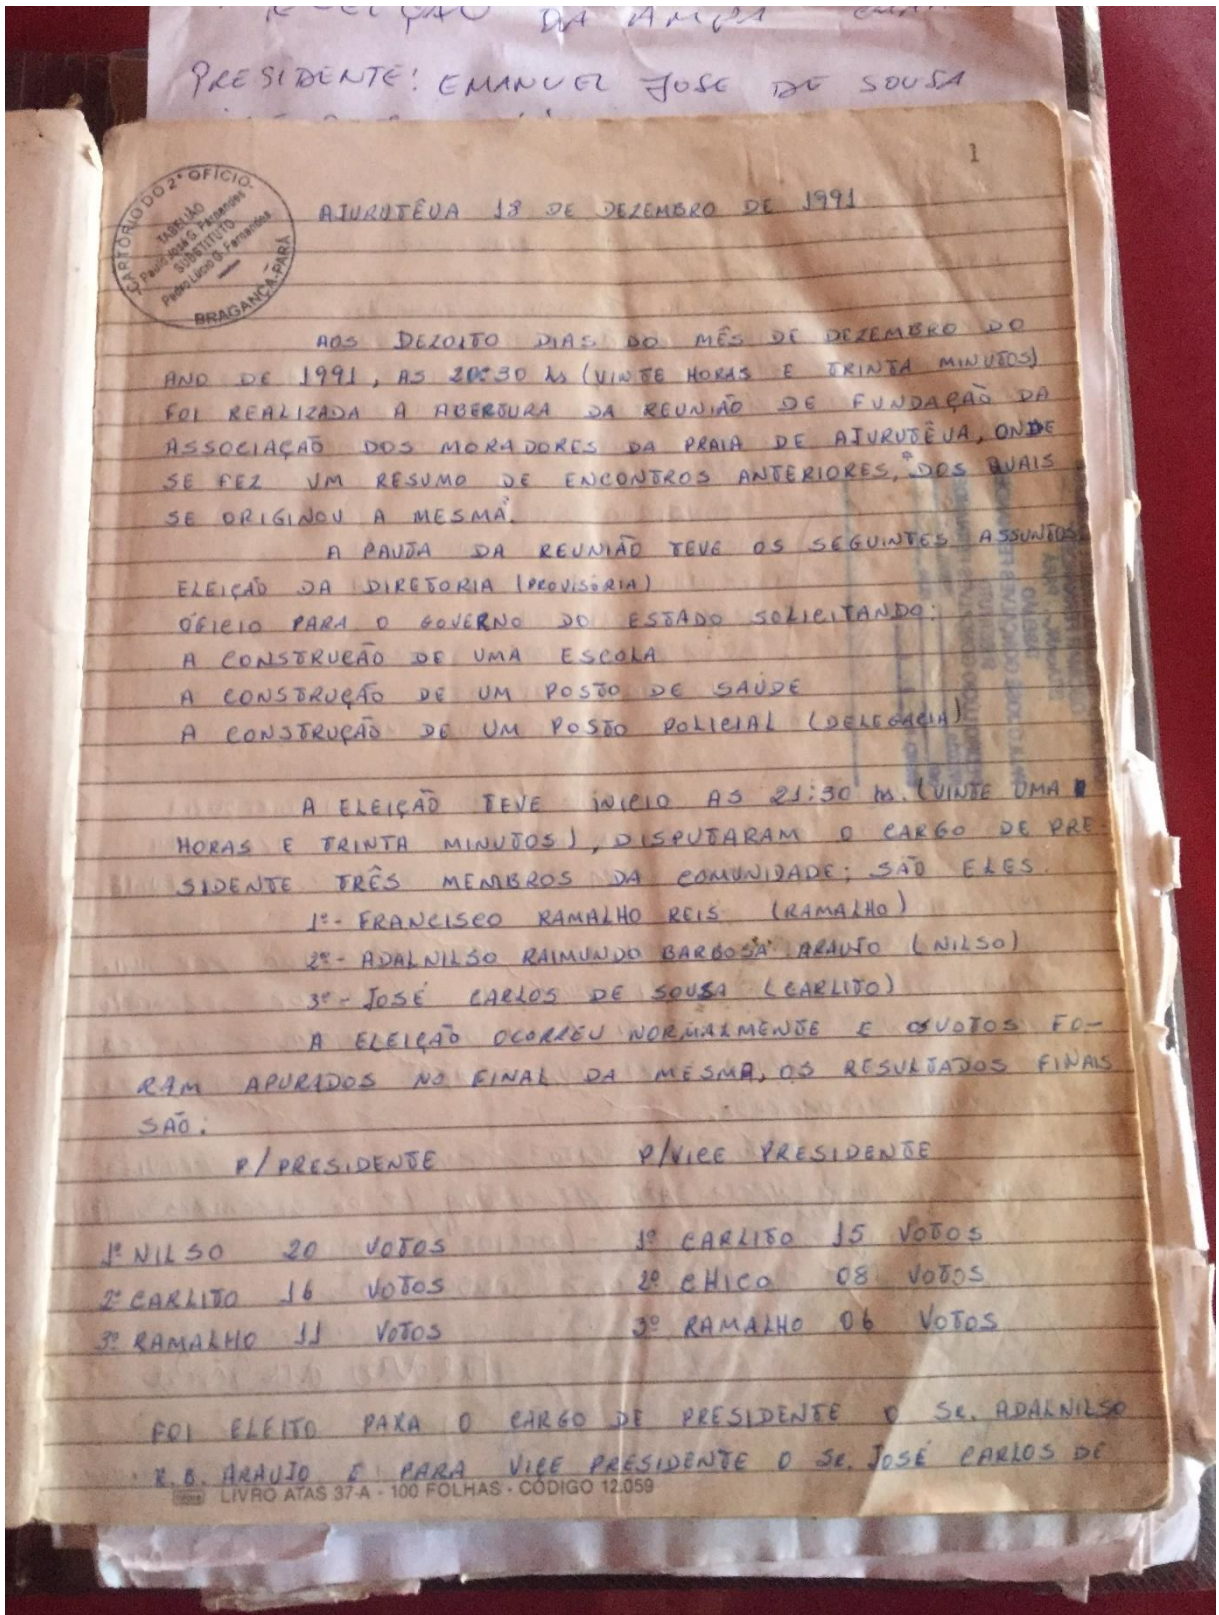 PRESIDENTE: EMANUEL JOSE DE SOUSA
1
CARTÓRIO DO 2º OFÍCIO
TABELIÃO
Paulo José G. Fernandes
SUBSTITUTO
Pedro Lúcio G. Fernandes
BRAGANÇA-PARÁ
AJURUTÊUA 18 DE DEZEMBRO DE 1991
AOS DEZOITO DIAS DO MÊS DE DEZEMBRO DO
ANO DE 1991, AS 20:30 hs (VINTE HORAS E TRINTA MINUTOS)
FOI REALIZADA A ABERTURA DA REUNIÃO DE FUNDAÇÃO DA
ASSOCIAÇÃO DOS MORADORES DA PRAIA DE AJURUTÊUA, ONDE
SE FEZ UM RESUMO DE ENCONTROS ANTERIORES, DOS QUAIS
SE ORIGINOU A MESMA.
A PAUTA DA REUNIÃO TEVE OS SEGUINTES ASSUNTOS
ELEIÇÃO DA DIRETORIA (PROVISÓRIA)
OFICIO PARA O GOVERNO DO ESTADO SOLICITANDO:
A CONSTRUÇÃO DE UMA ESCOLA
A CONSTRUÇÃO DE UM POSTO DE SAÚDE
A CONSTRUÇÃO DE UM POSTO POLICIAL (DELEGACIA)
A ELEIÇÃO TEVE INICIO AS 21:30 hs. (VINTE UMA
HORAS E TRINTA MINUTOS), DISPUTARAM O CARGO DE PRE-
SIDENTE TRÊS MEMBROS DA COMUNIDADE; SÃO ELES.
1º- FRANCISCO RAMALHO REIS (RAMALHO)
2º- ADALNILSO RAIMUNDO BARBOSA ARAUJO (NILSO)
3º- JOSÉ CARLOS DE SOUSA (CARLITO)
A ELEIÇÃO OCORREU NORMALMENTE E OS VOTOS FO-
RAM APURADOS NO FINAL DA MESMA, OS RESULTADOS FINAIS
SÃO:
P/PRESIDENTE P/VICE PRESIDENTE
1º NILSO 20 VOTOS 1º CARLITO 15 VOTOS
2º CARLITO 16 VOTOS 2º CHICO 08 VOTOS
3º RAMALHO 11 VOTOS 3º RAMALHO 06 VOTOS
FOI ELEITO PARA O CARGO DE PRESIDENTE O Sr. ADALNILSO
R. B. ARAUJO E PARA VICE PRESIDENTE O Sr. JOSÉ CARLOS DE
LIVRO ATAS 37-A - 100 FOLHAS - CÓDIGO 12.059